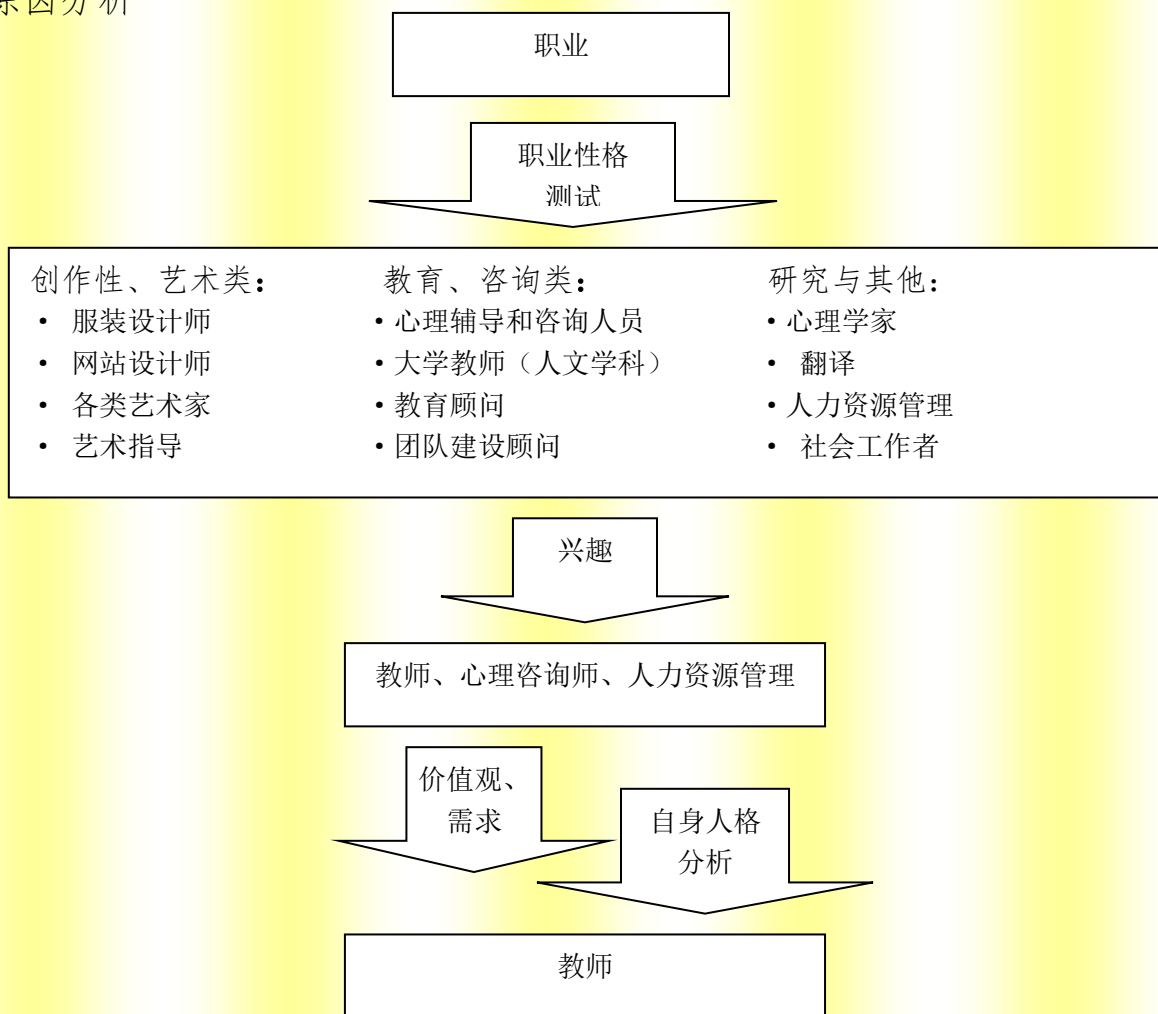 原因分析
职业
职业性格
测试
创作性、艺术类：
• 服装设计师
• 网站设计师
• 各类艺术家
• 艺术指导
教育、咨询类：
•心理辅导和咨询人员
•大学教师（人文学科）
•教育顾问
•团队建设顾问
研究与其他：
•心理学家
• 翻译
•人力资源管理
• 社会工作者
兴趣
教师、心理咨询师、人力资源管理
价值观、
需求
自身人格
分析
教师